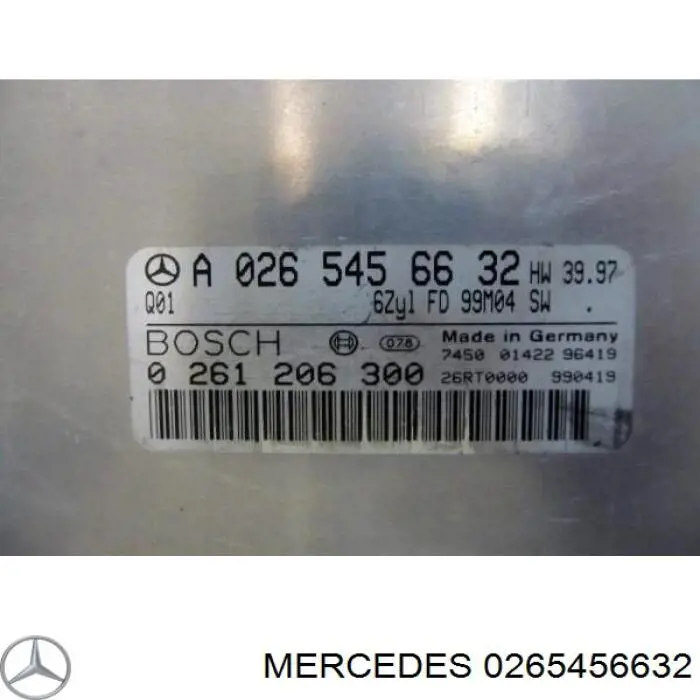 A 026 545 66 32 HW 39.97
Q01 6Zyl FD 99M04 SW .
BOSCH 078 Made in Germany
7450 01422 96419
0 261 206 300 26RT0000 990419
MERCEDES 0265456632